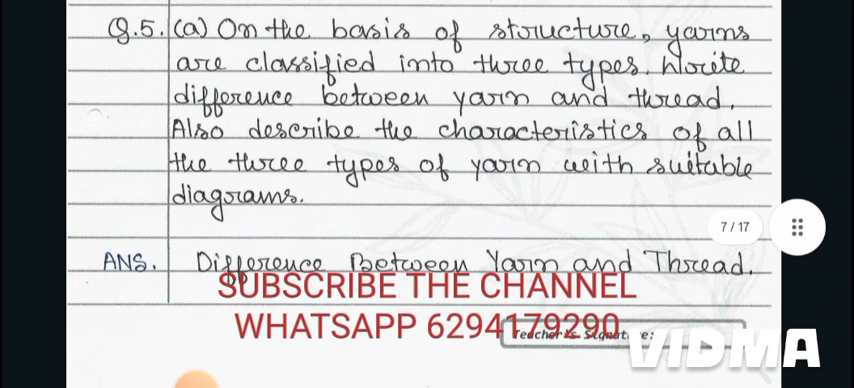 Q.5. (a) On the basis of structure, yarns
are classified into three types. Write
difference between yarn and thread.
Also describe the characteristics of all
the three types of yarn with suitable
diagrams.
7 / 17
ANS. Difference Between Yarn and Thread.
SUBSCRIBE THE CHANNEL
WHATSAPP 6294179290
Teacher's Signature:
VIDMA